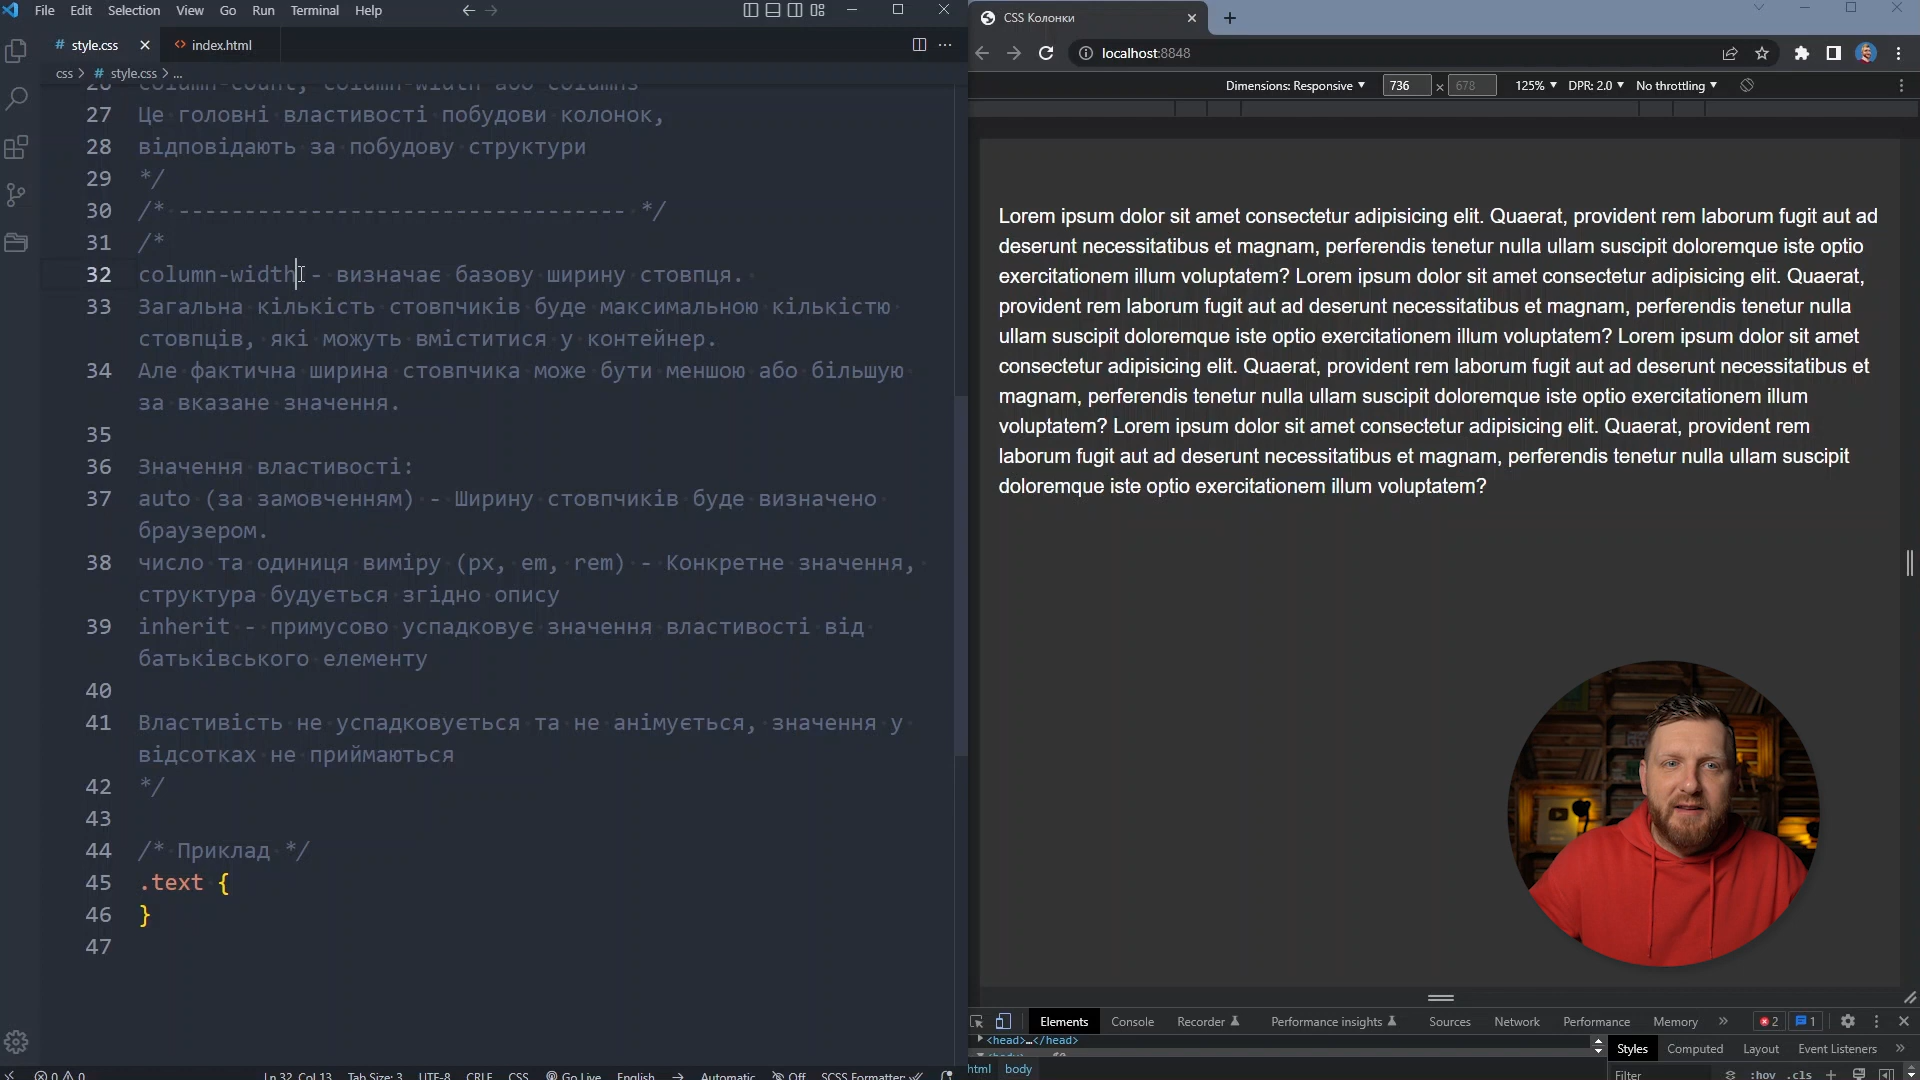 File Edit Selection View Go Run Terminal Help
# style.css
<> index.html
css > # style.css > ...
26 column-count, column-width або columns
27 Це головні властивості побудови колонок,
28 відповідають за побудову структури
29 */
30 /* ---------------------------------- */
31 /*
32 column-width - визначає базову ширину стовпця.
33 Загальна кількість стовпчиків буде максимальною кількістю
стовпців, які можуть вміститися у контейнер.
34 Але фактична ширина стовпчика може бути меншою або більшую
за вказане значення.
35
36 Значення властивості:
37 auto (за замовченням) - Ширину стовпчиків буде визначено
браузером.
38 число та одиниця виміру (px, em, rem) - Конкретне значення,
структура будується згідно опису
39 inherit - примусово успадковує значення властивості від
батьківського елементу
40
41 Властивість не успадковується та не анімується, значення у
відсотках не приймаються
42 */
43
44 /* Приклад */
45 .text {
46 }
47
Ln 32, Col 13 Tab Size: 3 UTF-8 CRLF CSS Go Live English Automatic Off SCSS Formatter
CSS Колонки
localhost:8848
Dimensions: Responsive 736 × 678 125% DPR: 2.0 No throttling
Lorem ipsum dolor sit amet consectetur adipisicing elit. Quaerat, provident rem laborum fugit aut ad
deserunt necessitatibus et magnam, perferendis tenetur nulla ullam suscipit doloremque iste optio
exercitationem illum voluptatem? Lorem ipsum dolor sit amet consectetur adipisicing elit. Quaerat,
provident rem laborum fugit aut ad deserunt necessitatibus et magnam, perferendis tenetur nulla
ullam suscipit doloremque iste optio exercitationem illum voluptatem? Lorem ipsum dolor sit amet
consectetur adipisicing elit. Quaerat, provident rem laborum fugit aut ad deserunt necessitatibus et
magnam, perferendis tenetur nulla ullam suscipit doloremque iste optio exercitationem illum
voluptatem? Lorem ipsum dolor sit amet consectetur adipisicing elit. Quaerat, provident rem
laborum fugit aut ad deserunt necessitatibus et magnam, perferendis tenetur nulla ullam suscipit
doloremque iste optio exercitationem illum voluptatem?
Elements Console Recorder Performance insights Sources Network Performance Memory » 2 1
<head>…</head>
Styles Computed Layout Event Listeners »
html body
Filter :hov .cls +